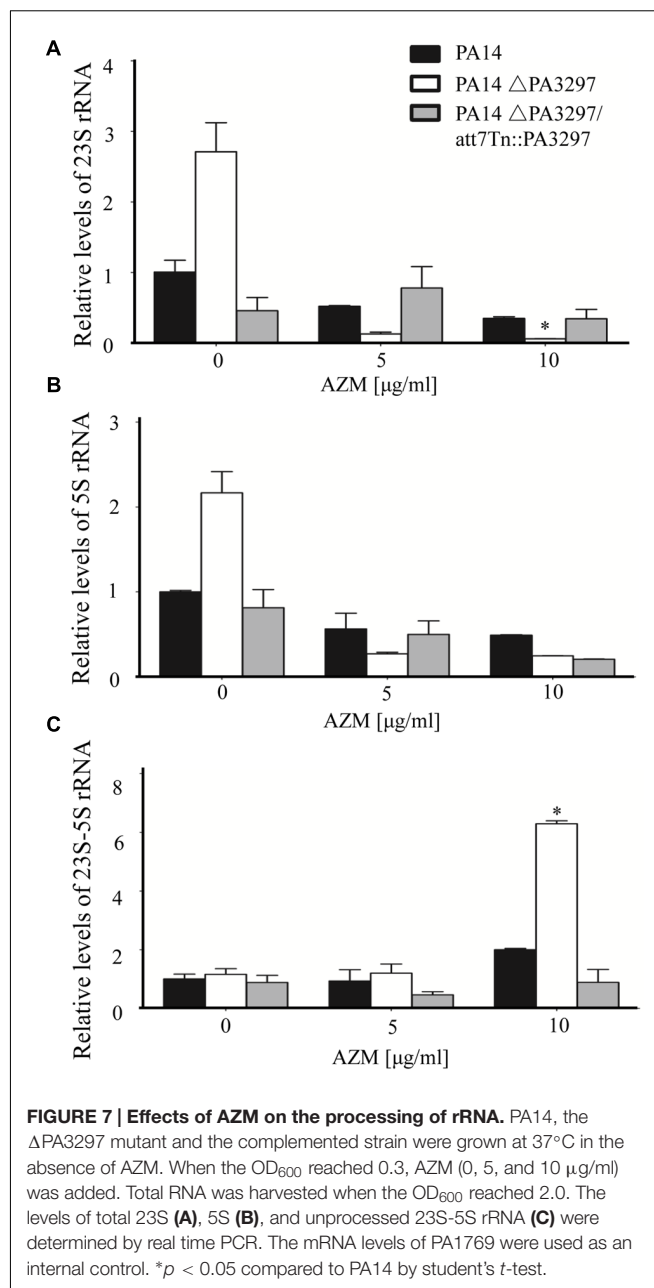 A
PA14
PA14 △PA3297
PA14 △PA3297/
att7Tn::PA3297
Relative levels of 23S rRNA
4
3
2
1
0
*
0 5 10
AZM [μg/ml]
B
Relative levels of 5S rRNA
3
2
1
0
0 5 10
AZM [μg/ml]
C
Relative levels of 23S-5S rRNA
8
6
4
2
0
*
0 5 10
AZM [μg/ml]
FIGURE 7 | Effects of AZM on the processing of rRNA. PA14, the
ΔPA3297 mutant and the complemented strain were grown at 37°C in the
absence of AZM. When the OD600 reached 0.3, AZM (0, 5, and 10 μg/ml)
was added. Total RNA was harvested when the OD600 reached 2.0. The
levels of total 23S (A), 5S (B), and unprocessed 23S-5S rRNA (C) were
determined by real time PCR. The mRNA levels of PA1769 were used as an
internal control. *p < 0.05 compared to PA14 by student's t-test.